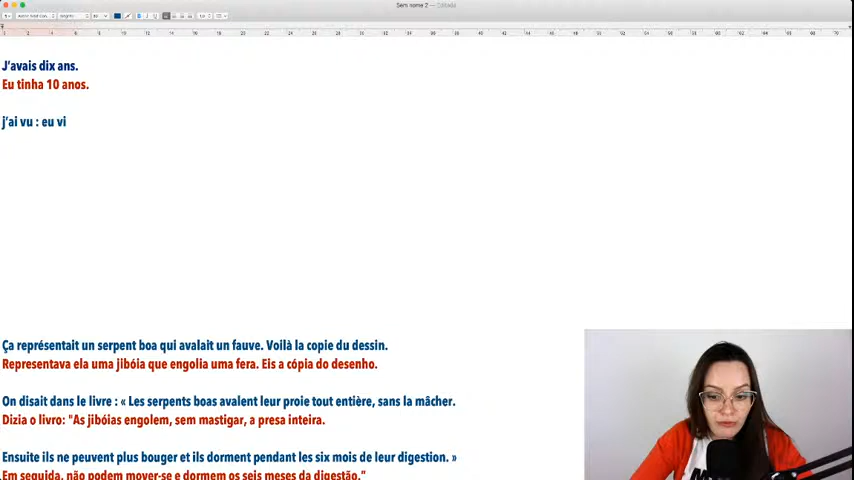 Sem nome 2 — Editada
J'avais dix ans.
Eu tinha 10 anos.
j'ai vu : eu vi
Ça représentait un serpent boa qui avalait un fauve. Voilà la copie du dessin.
Representava ela uma jibóia que engolia uma fera. Eis a cópia do desenho.
On disait dans le livre : « Les serpents boas avalent leur proie tout entière, sans la mâcher.
Dizia o livro: "As jibóias engolem, sem mastigar, a presa inteira.
Ensuite ils ne peuvent plus bouger et ils dorment pendant les six mois de leur digestion. »
Em seguida, não podem mover-se e dormem os seis meses da digestão."